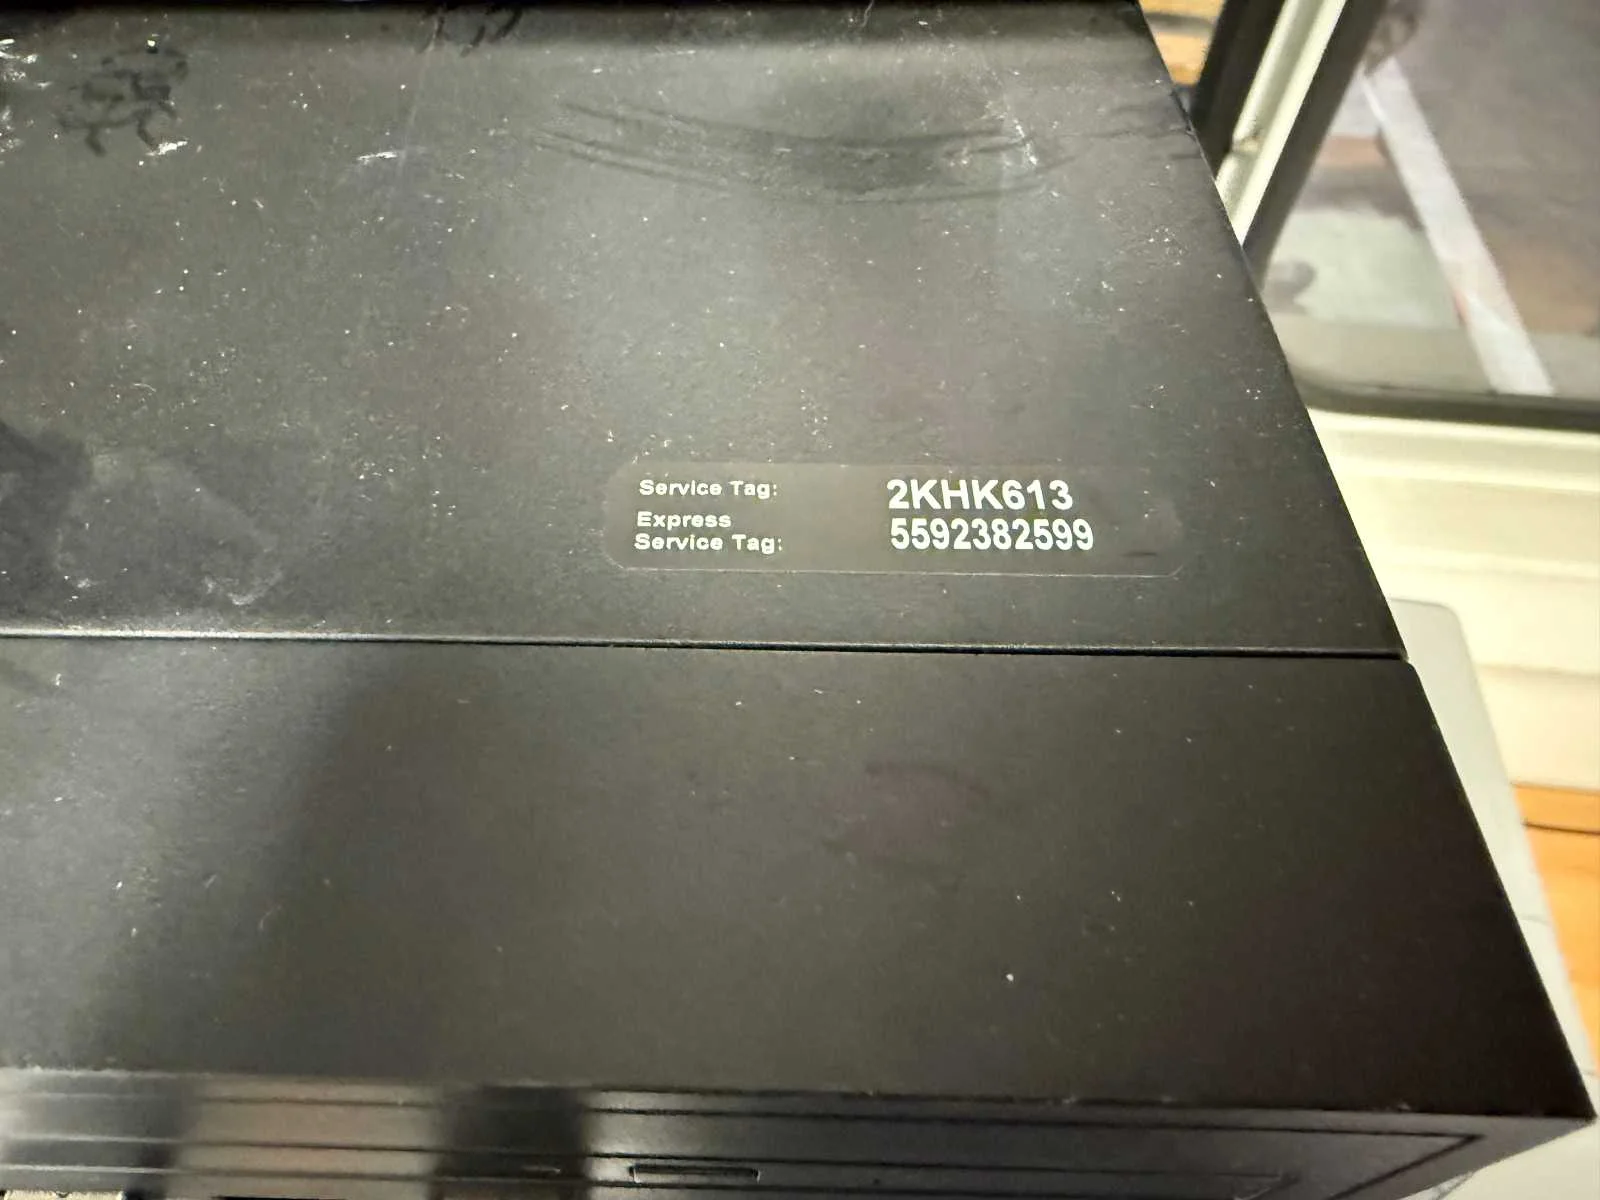 Service Tag: 2KHK613
Express
Service Tag: 5592382599